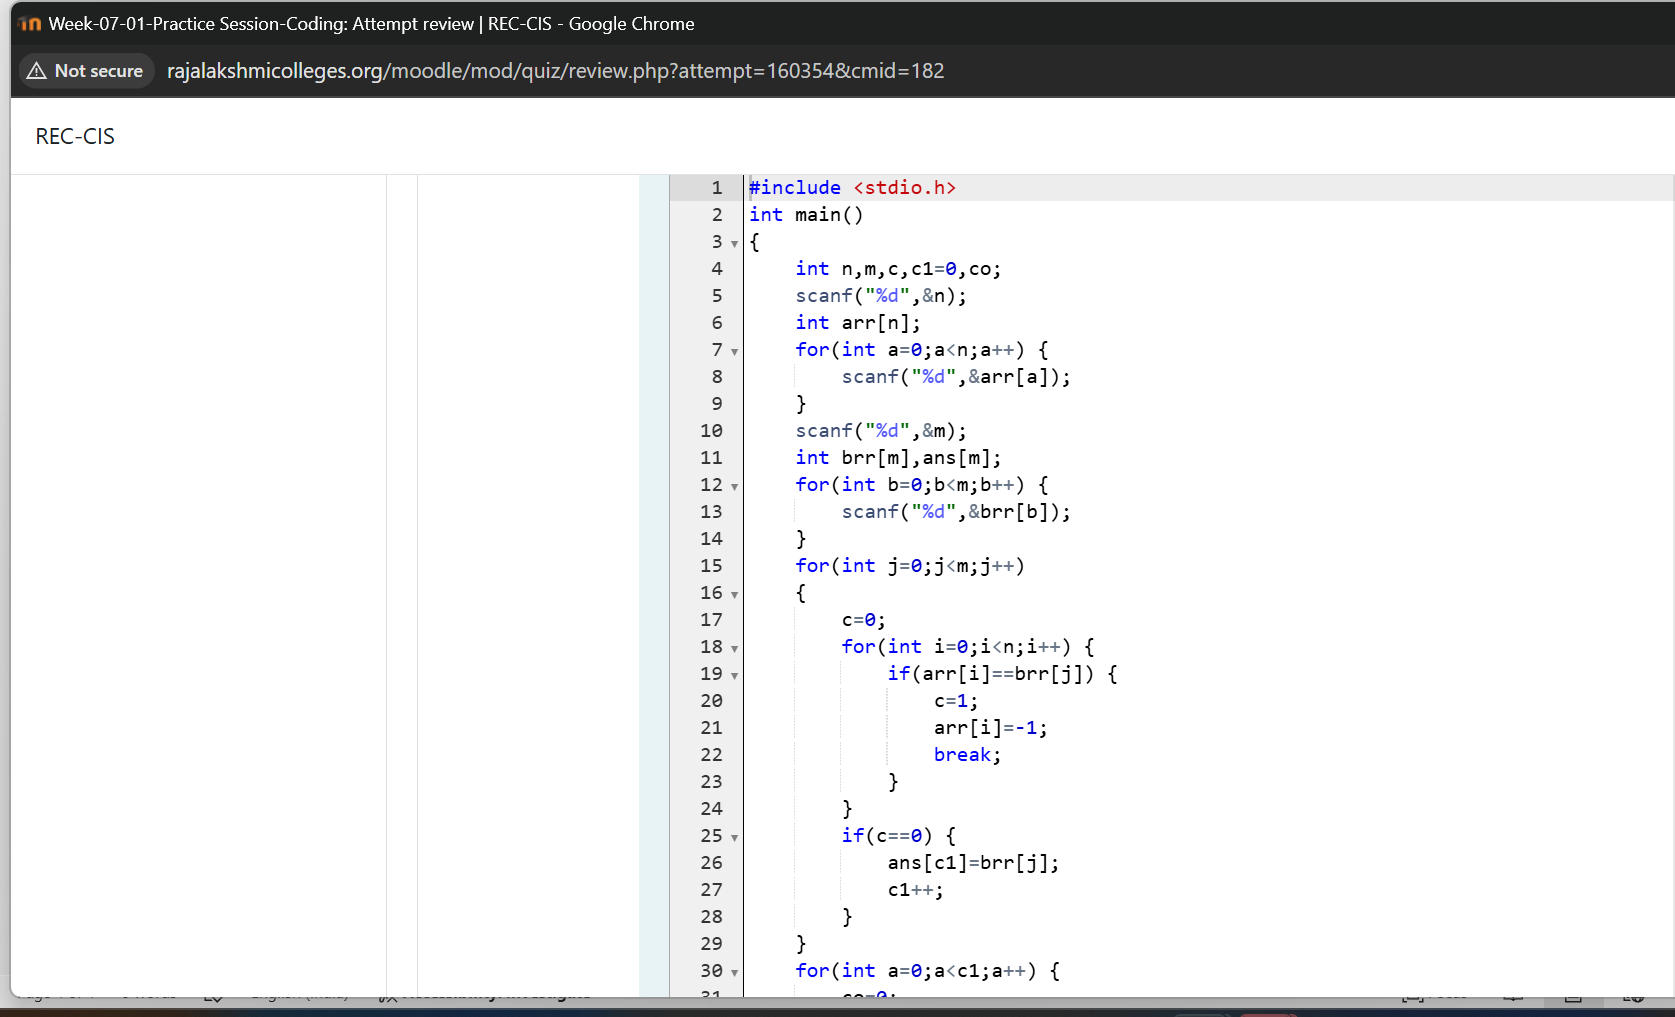 Week-07-01-Practice Session-Coding: Attempt review | REC-CIS - Google Chrome
Not secure rajalakshmicolleges.org/moodle/mod/quiz/review.php?attempt=160354&cmid=182
REC-CIS
1 #include <stdio.h>
2 int main()
3 {
4     int n,m,c,c1=0,co;
5     scanf("%d",&n);
6     int arr[n];
7     for(int a=0;a<n;a++) {
8         scanf("%d",&arr[a]);
9     }
10     scanf("%d",&m);
11     int brr[m],ans[m];
12     for(int b=0;b<m;b++) {
13         scanf("%d",&brr[b]);
14     }
15     for(int j=0;j<m;j++)
16     {
17         c=0;
18         for(int i=0;i<n;i++) {
19             if(arr[i]==brr[j]) {
20                 c=1;
21                 arr[i]=-1;
22                 break;
23             }
24         }
25         if(c==0) {
26             ans[c1]=brr[j];
27             c1++;
28         }
29     }
30     for(int a=0;a<c1;a++) {
31         co=0;